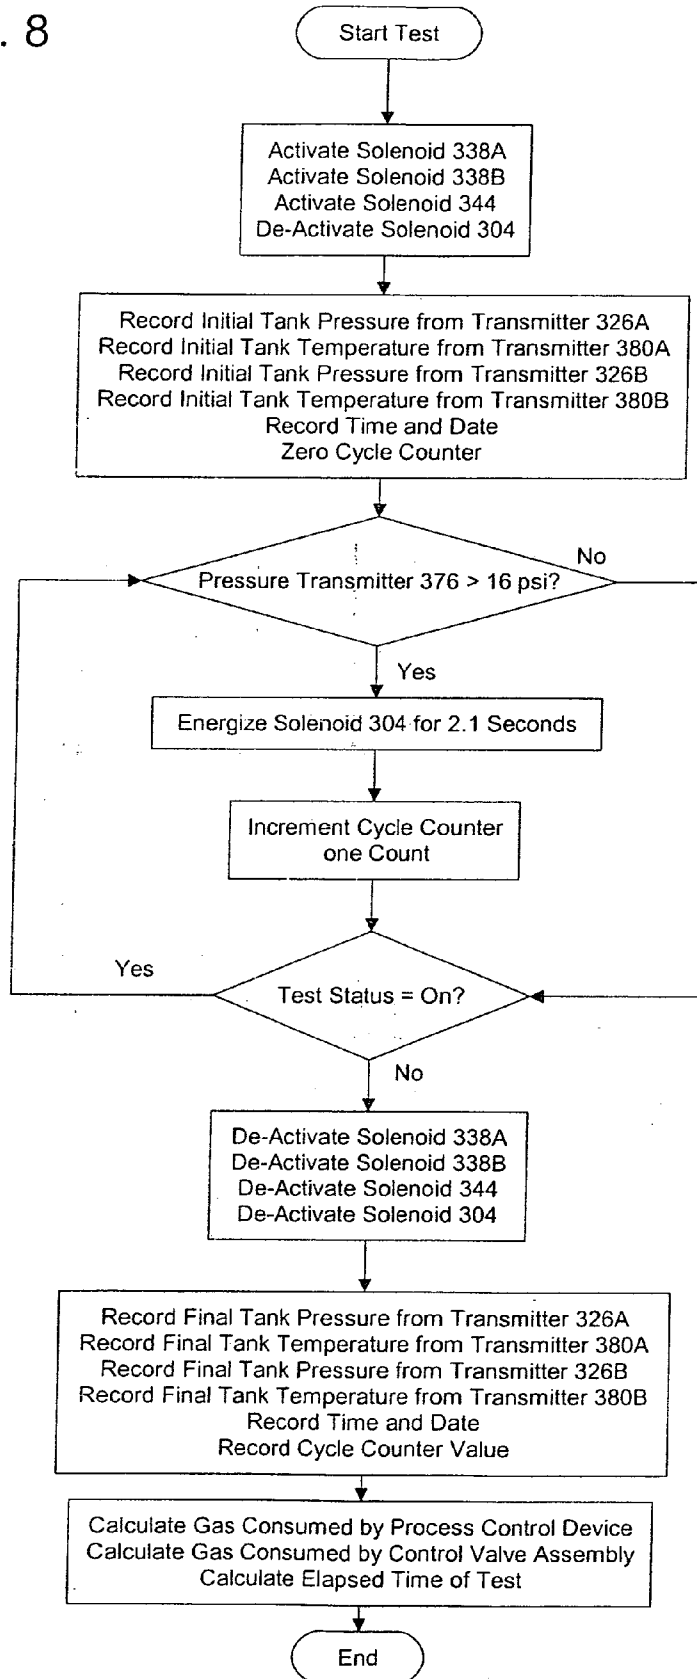 . 8
Start Test
Activate Solenoid 338A
Activate Solenoid 338B
Activate Solenoid 344
De-Activate Solenoid 304
Record Initial Tank Pressure from Transmitter 326A
Record Initial Tank Temperature from Transmitter 380A
Record Initial Tank Pressure from Transmitter 326B
Record Initial Tank Temperature from Transmitter 380B
Record Time and Date
Zero Cycle Counter
No
Pressure Transmitter 376 > 16 psi?
Yes
Energize Solenoid 304 for 2.1 Seconds
Increment Cycle Counter
one Count
Yes
Test Status = On?
No
De-Activate Solenoid 338A
De-Activate Solenoid 338B
De-Activate Solenoid 344
De-Activate Solenoid 304
Record Final Tank Pressure from Transmitter 326A
Record Final Tank Temperature from Transmitter 380A
Record Final Tank Pressure from Transmitter 326B
Record Final Tank Temperature from Transmitter 380B
Record Time and Date
Record Cycle Counter Value
Calculate Gas Consumed by Process Control Device
Calculate Gas Consumed by Control Valve Assembly
Calculate Elapsed Time of Test
End